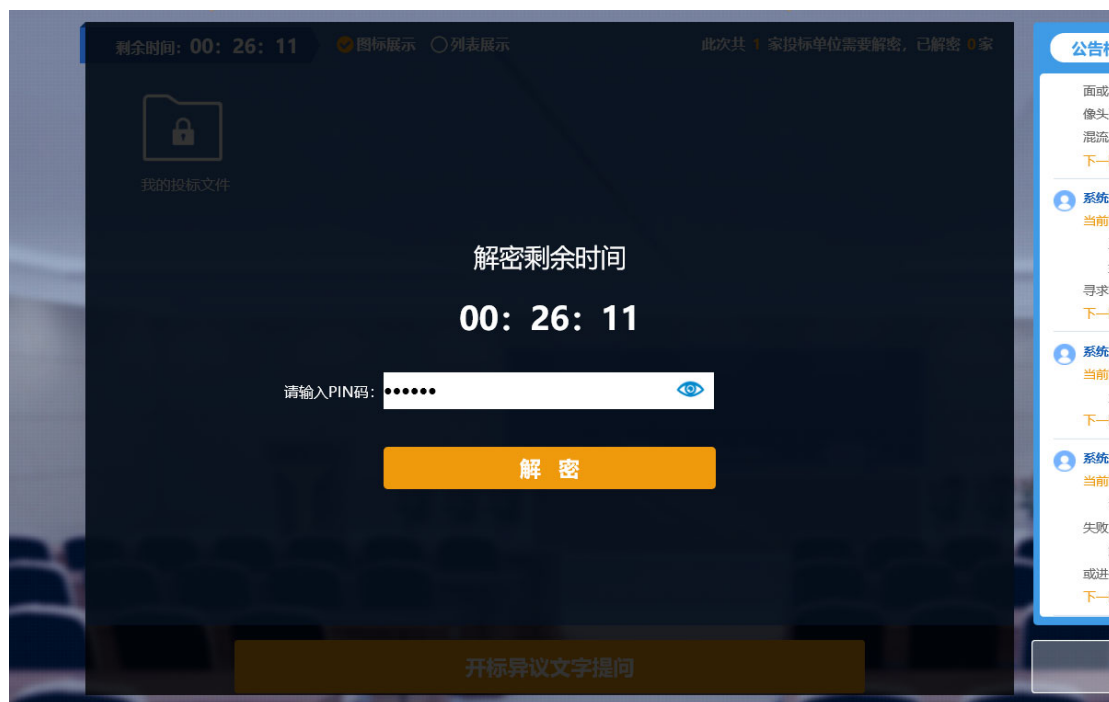 剩余时间：00：26：11 图标展示 列表展示 此次共 1 家投标单位需要解密，已解密 0家
我的投标文件
解密剩余时间
00：26：11
请输入PIN码：••••••
解 密
开标异议文字提问
公告
面或
像头
混流
下一
系统
当前
寻求
下一
系统
当前
下一
系统
当前
失败
或进
下一